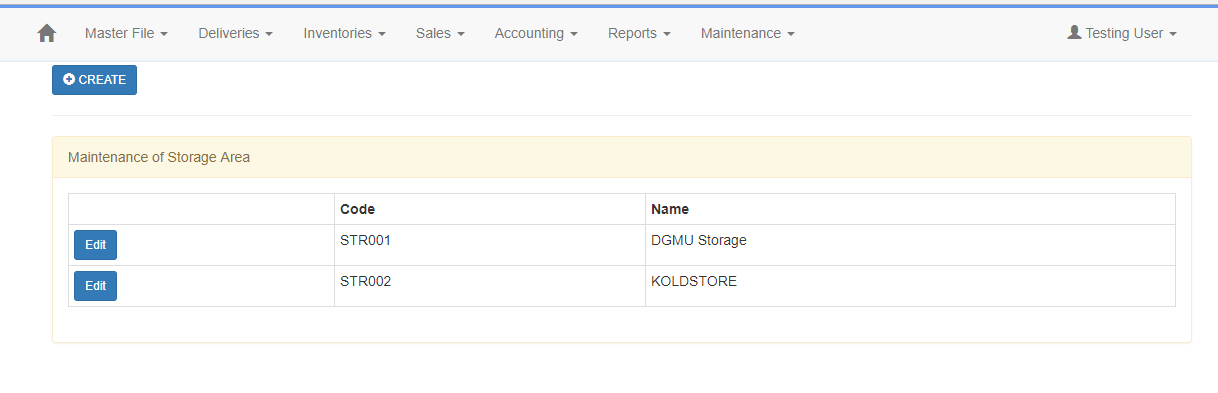 Master File Deliveries Inventories Sales Accounting Reports Maintenance Testing User
CREATE
Maintenance of Storage Area
Code Name
Edit STR001 DGMU Storage
Edit STR002 KOLDSTORE